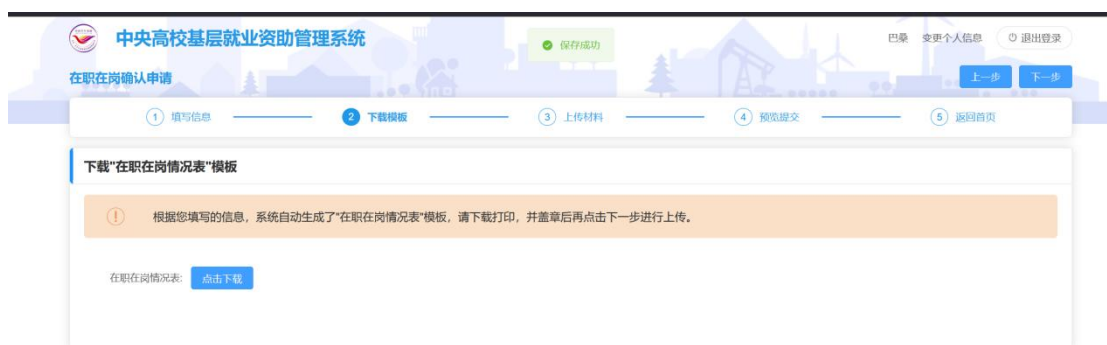 中央高校基层就业资助管理系统
保存成功
巴桑 变更个人信息 退出登录
在职在岗确认申请
上一步 下一步
1 填写信息 2 下载模板 3 上传材料 4 预览提交 5 返回首页
下载"在职在岗情况表"模板
根据您填写的信息，系统自动生成了"在职在岗情况表"模板，请下载打印，并盖章后再点击下一步进行上传。
在职在岗情况表: 点击下载